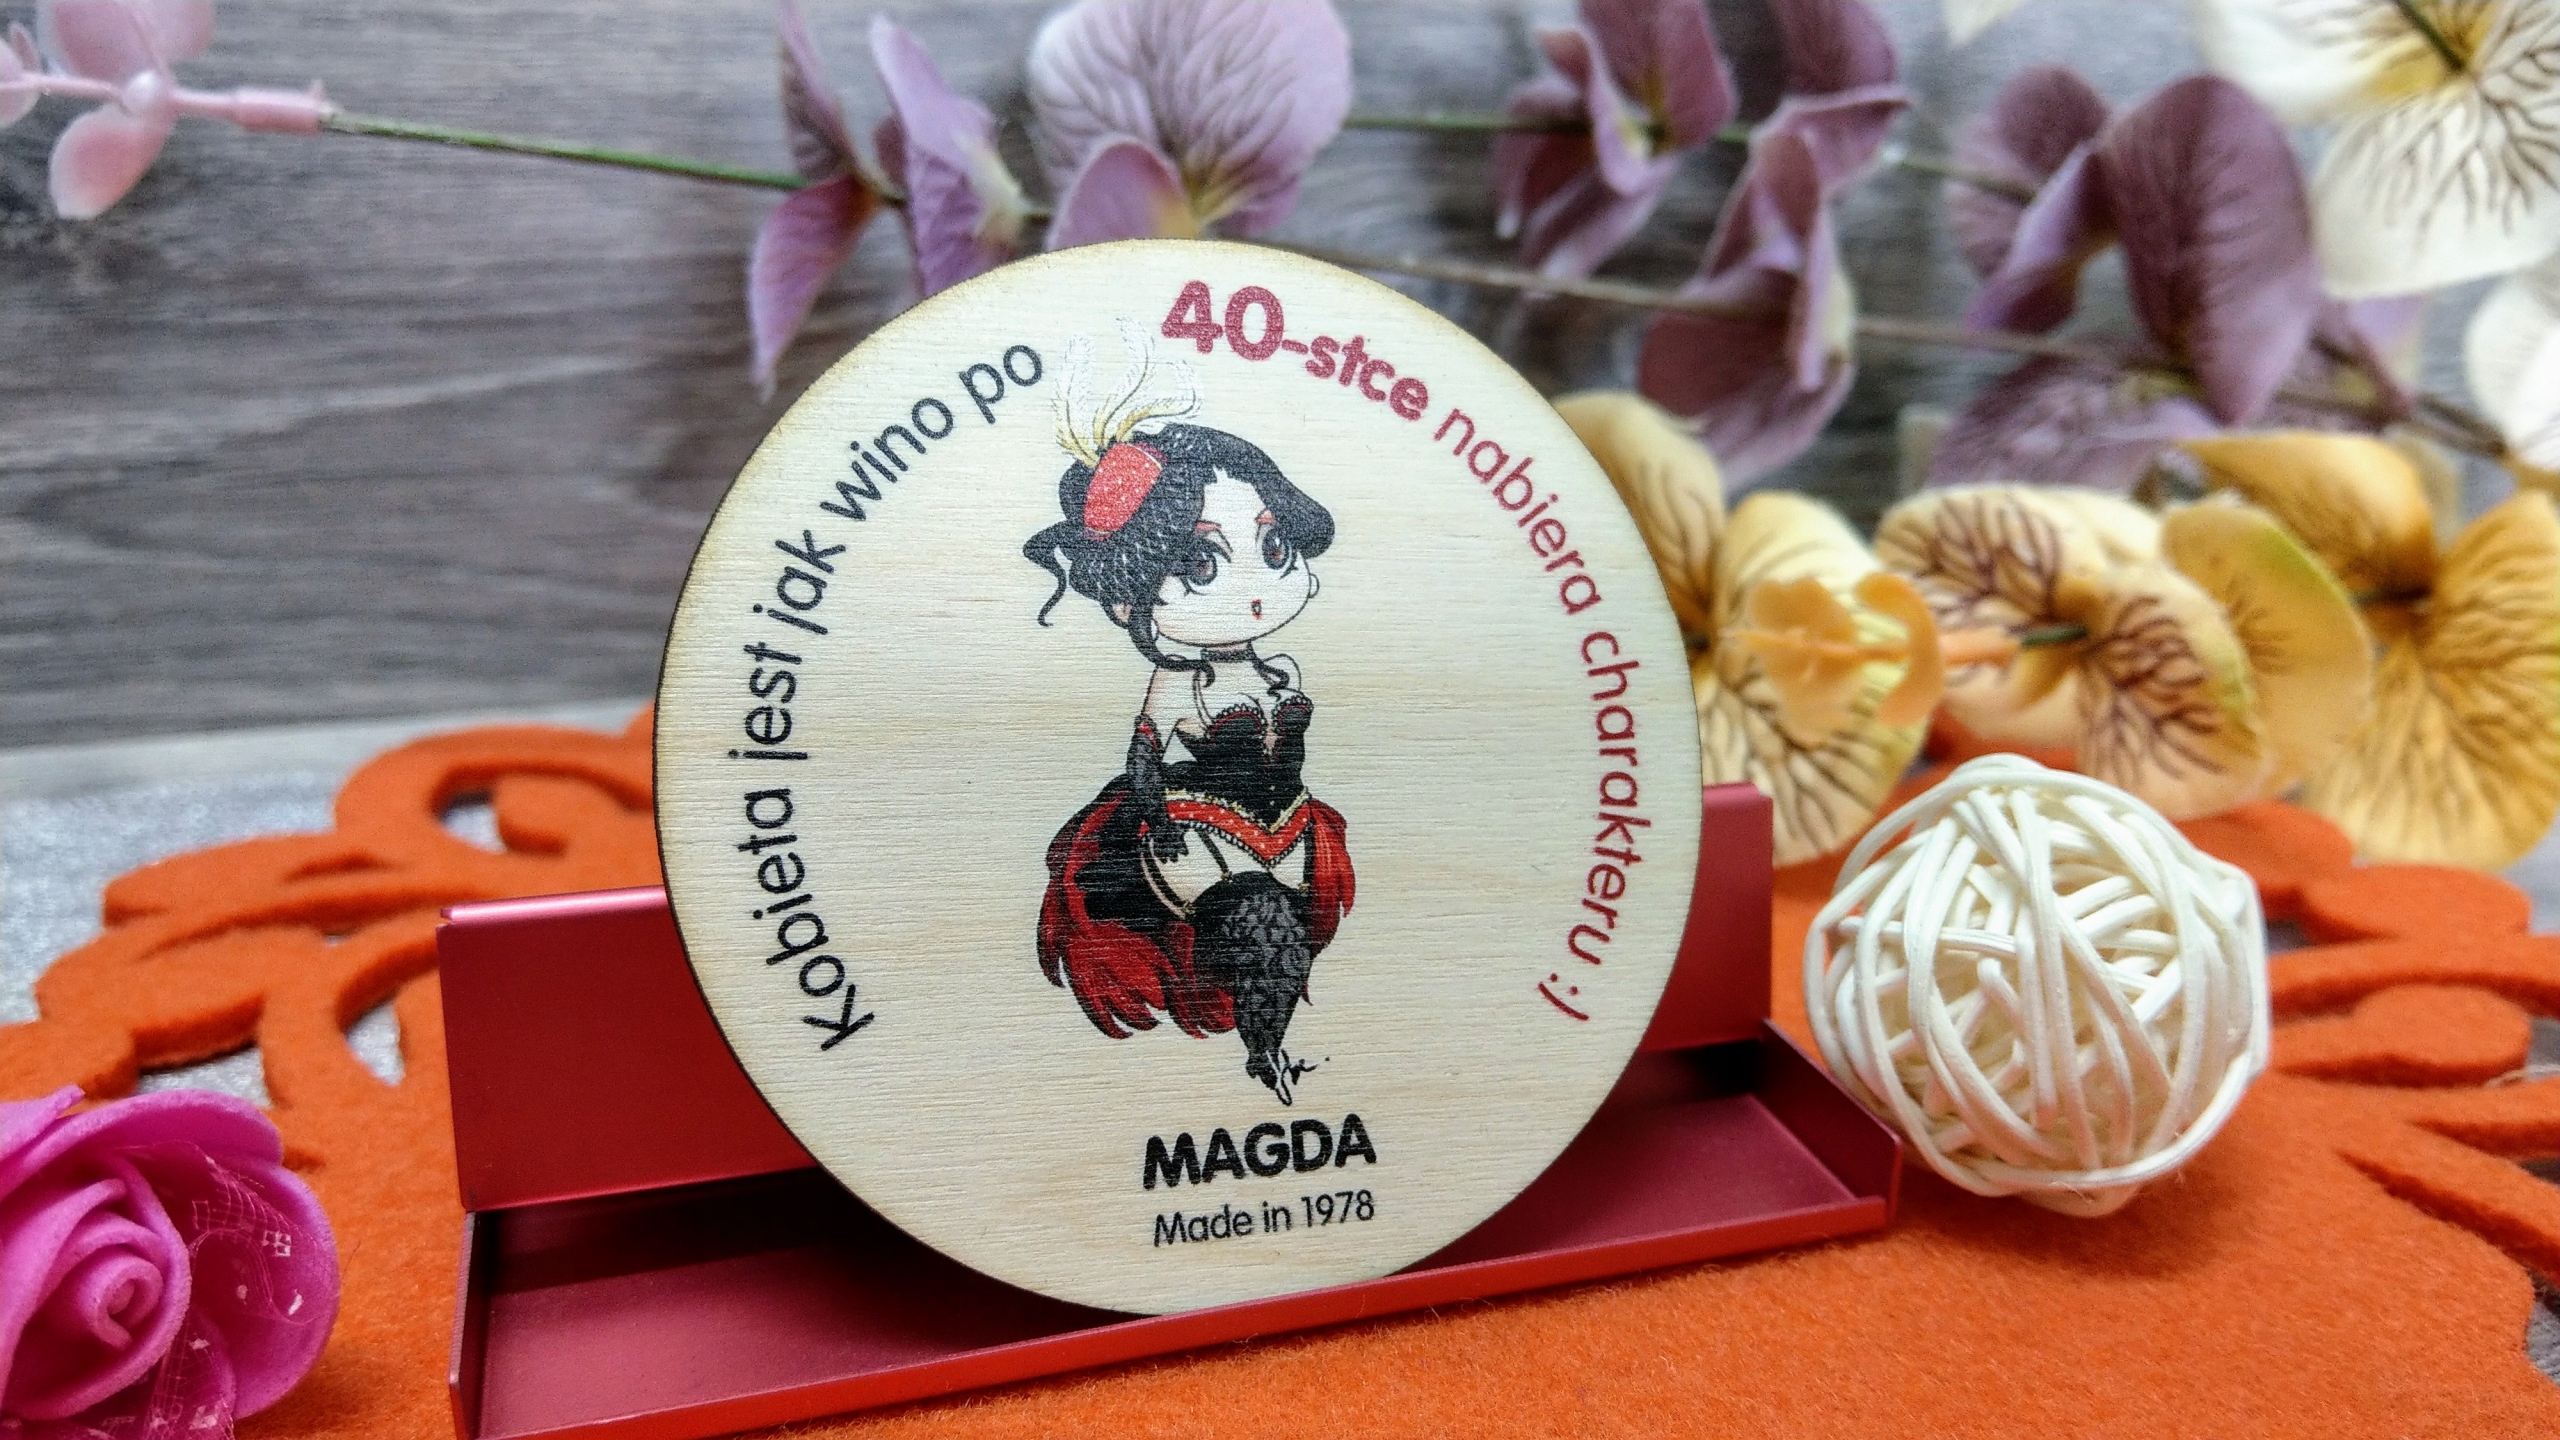 Kobieta jest jak wino po 40-stce nabiera charakteru :)
MAGDA
Made in 1978